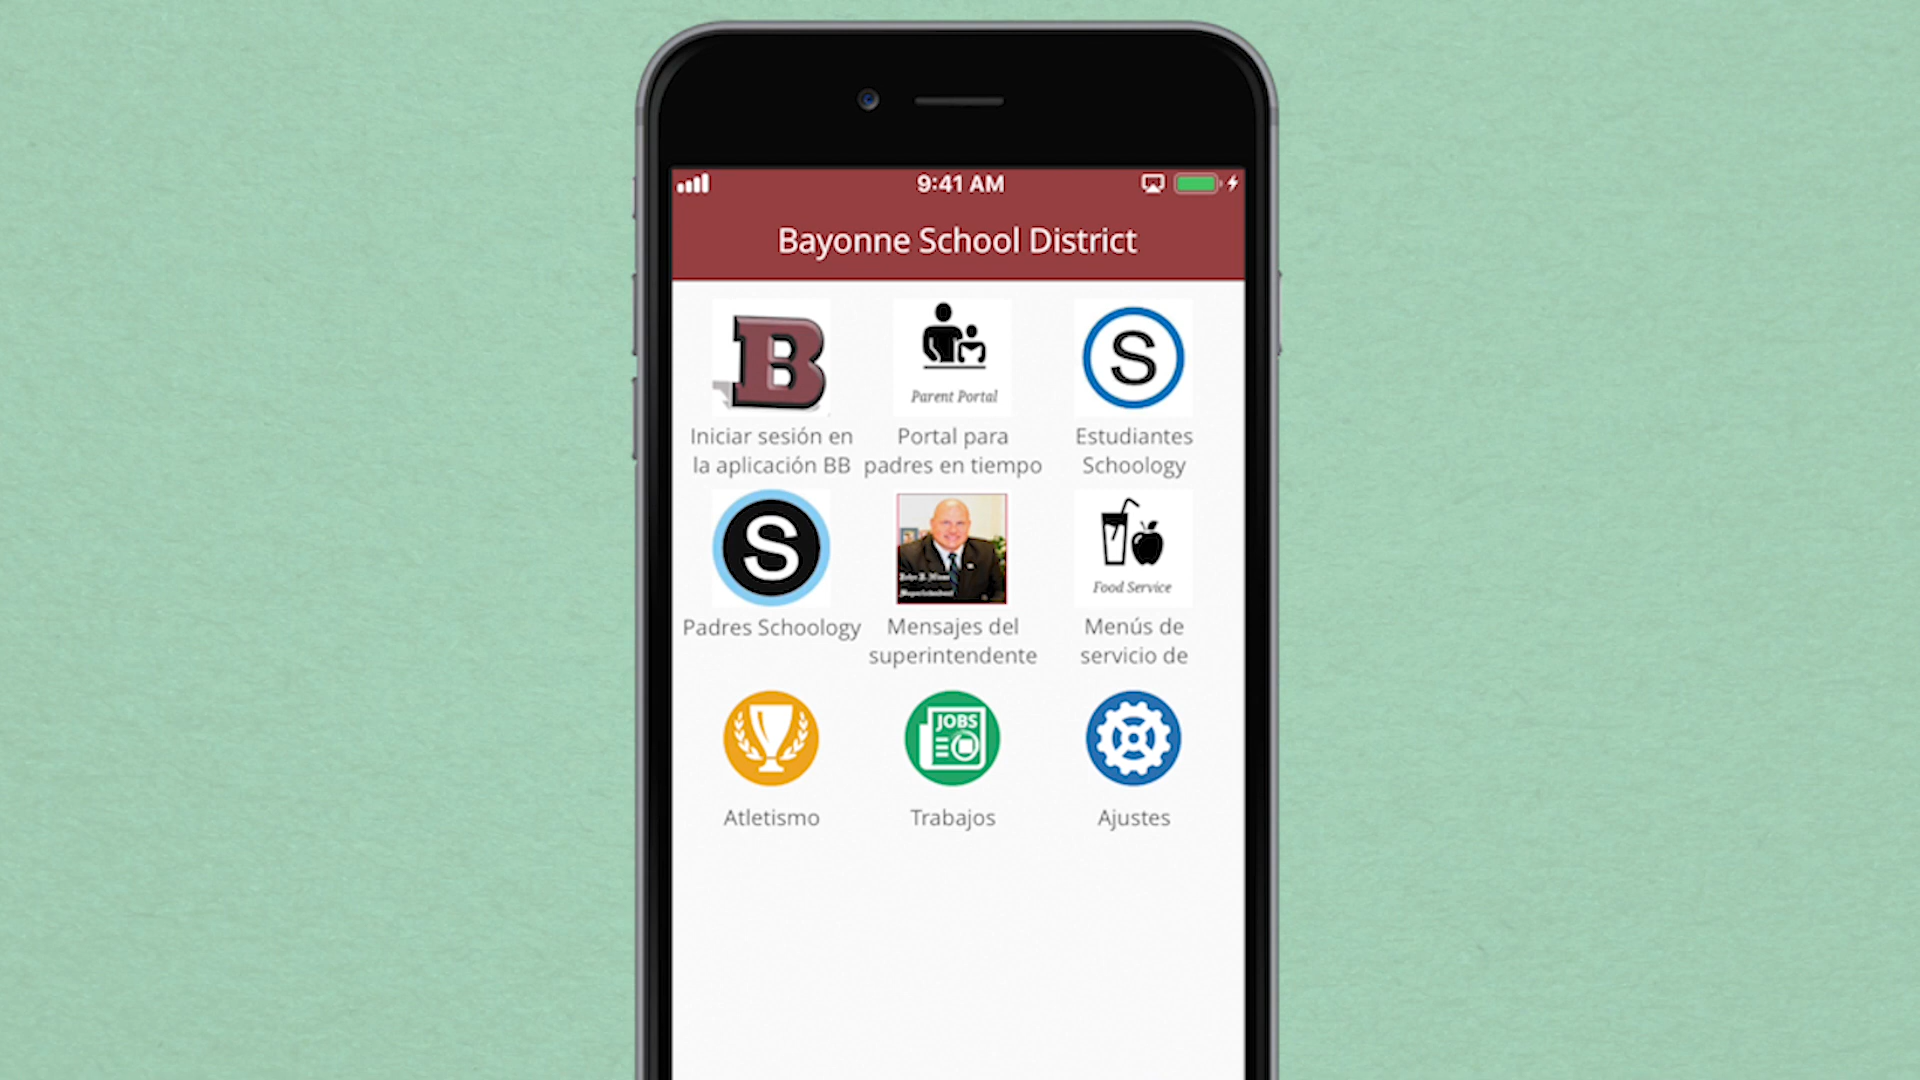 9:41 AM
Bayonne School District
B
Parent Portal
S
Iniciar sesión en
la aplicación BB
Portal para
padres en tiempo
Estudiantes
Schoology
S
Superintendent
Food Service
Padres Schoology
Mensajes del
superintendente
Menús de
servicio de
JOBS
Atletismo
Trabajos
Ajustes